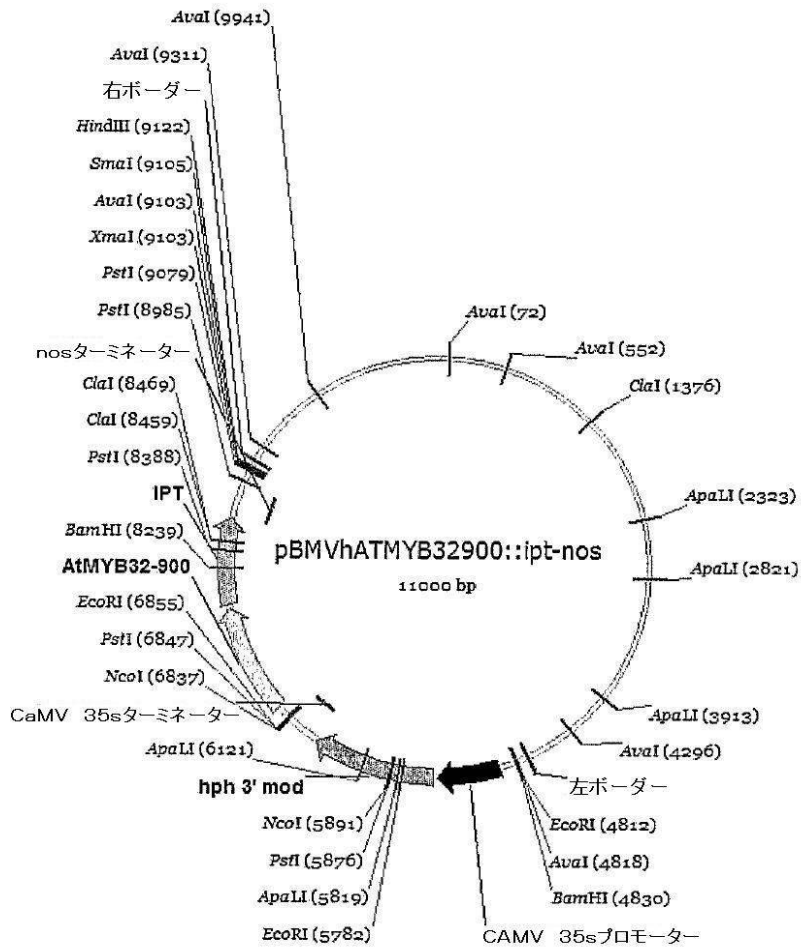 AvaI (9941)
AvaI (9311)
右ボーダー
HindIII (9122)
SmaI (9105)
AvaI (9103)
XmaI (9103)
PstI (9079)
PstI (8985)
nosターミネーター
ClaI (8469)
ClaI (8459)
PstI (8388)
IPT
BamHI (8239)
AtMYB32-900
EcoRI (6855)
PstI (6847)
NcoI (6837)
CaMV 35sターミネーター
ApaLI (6121)
hph 3' mod
NcoI (5891)
PstI (5876)
ApaLI (5819)
EcoRI (5782)
AvaI (72)
AvaI (552)
ClaI (1376)
ApaLI (2323)
ApaLI (2821)
ApaLI (3913)
AvaI (4296)
左ボーダー
EcoRI (4812)
AvaI (4818)
BamHI (4830)
CAMV 35sプロモーター
pBMVhATMYB32900::ipt-nos
11000 bp